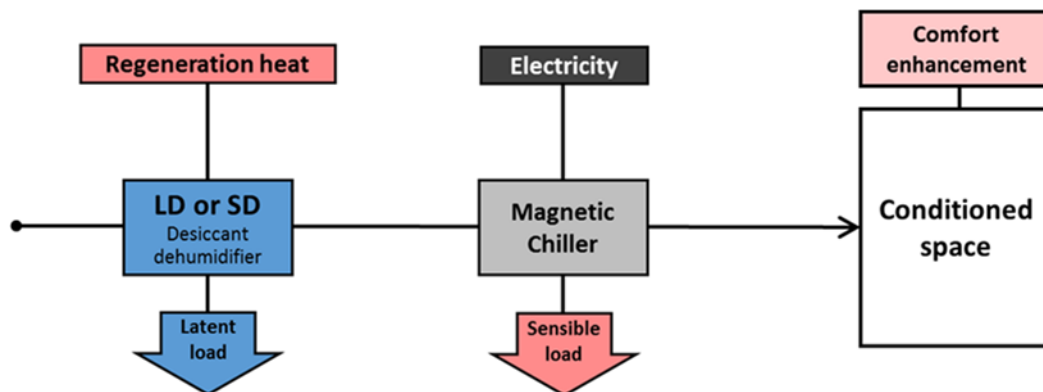 Regeneration heat
Electricity
Comfort
enhancement
LD or SD
Desiccant
dehumidifier
Magnetic
Chiller
Conditioned
space
Latent
load
Sensible
load